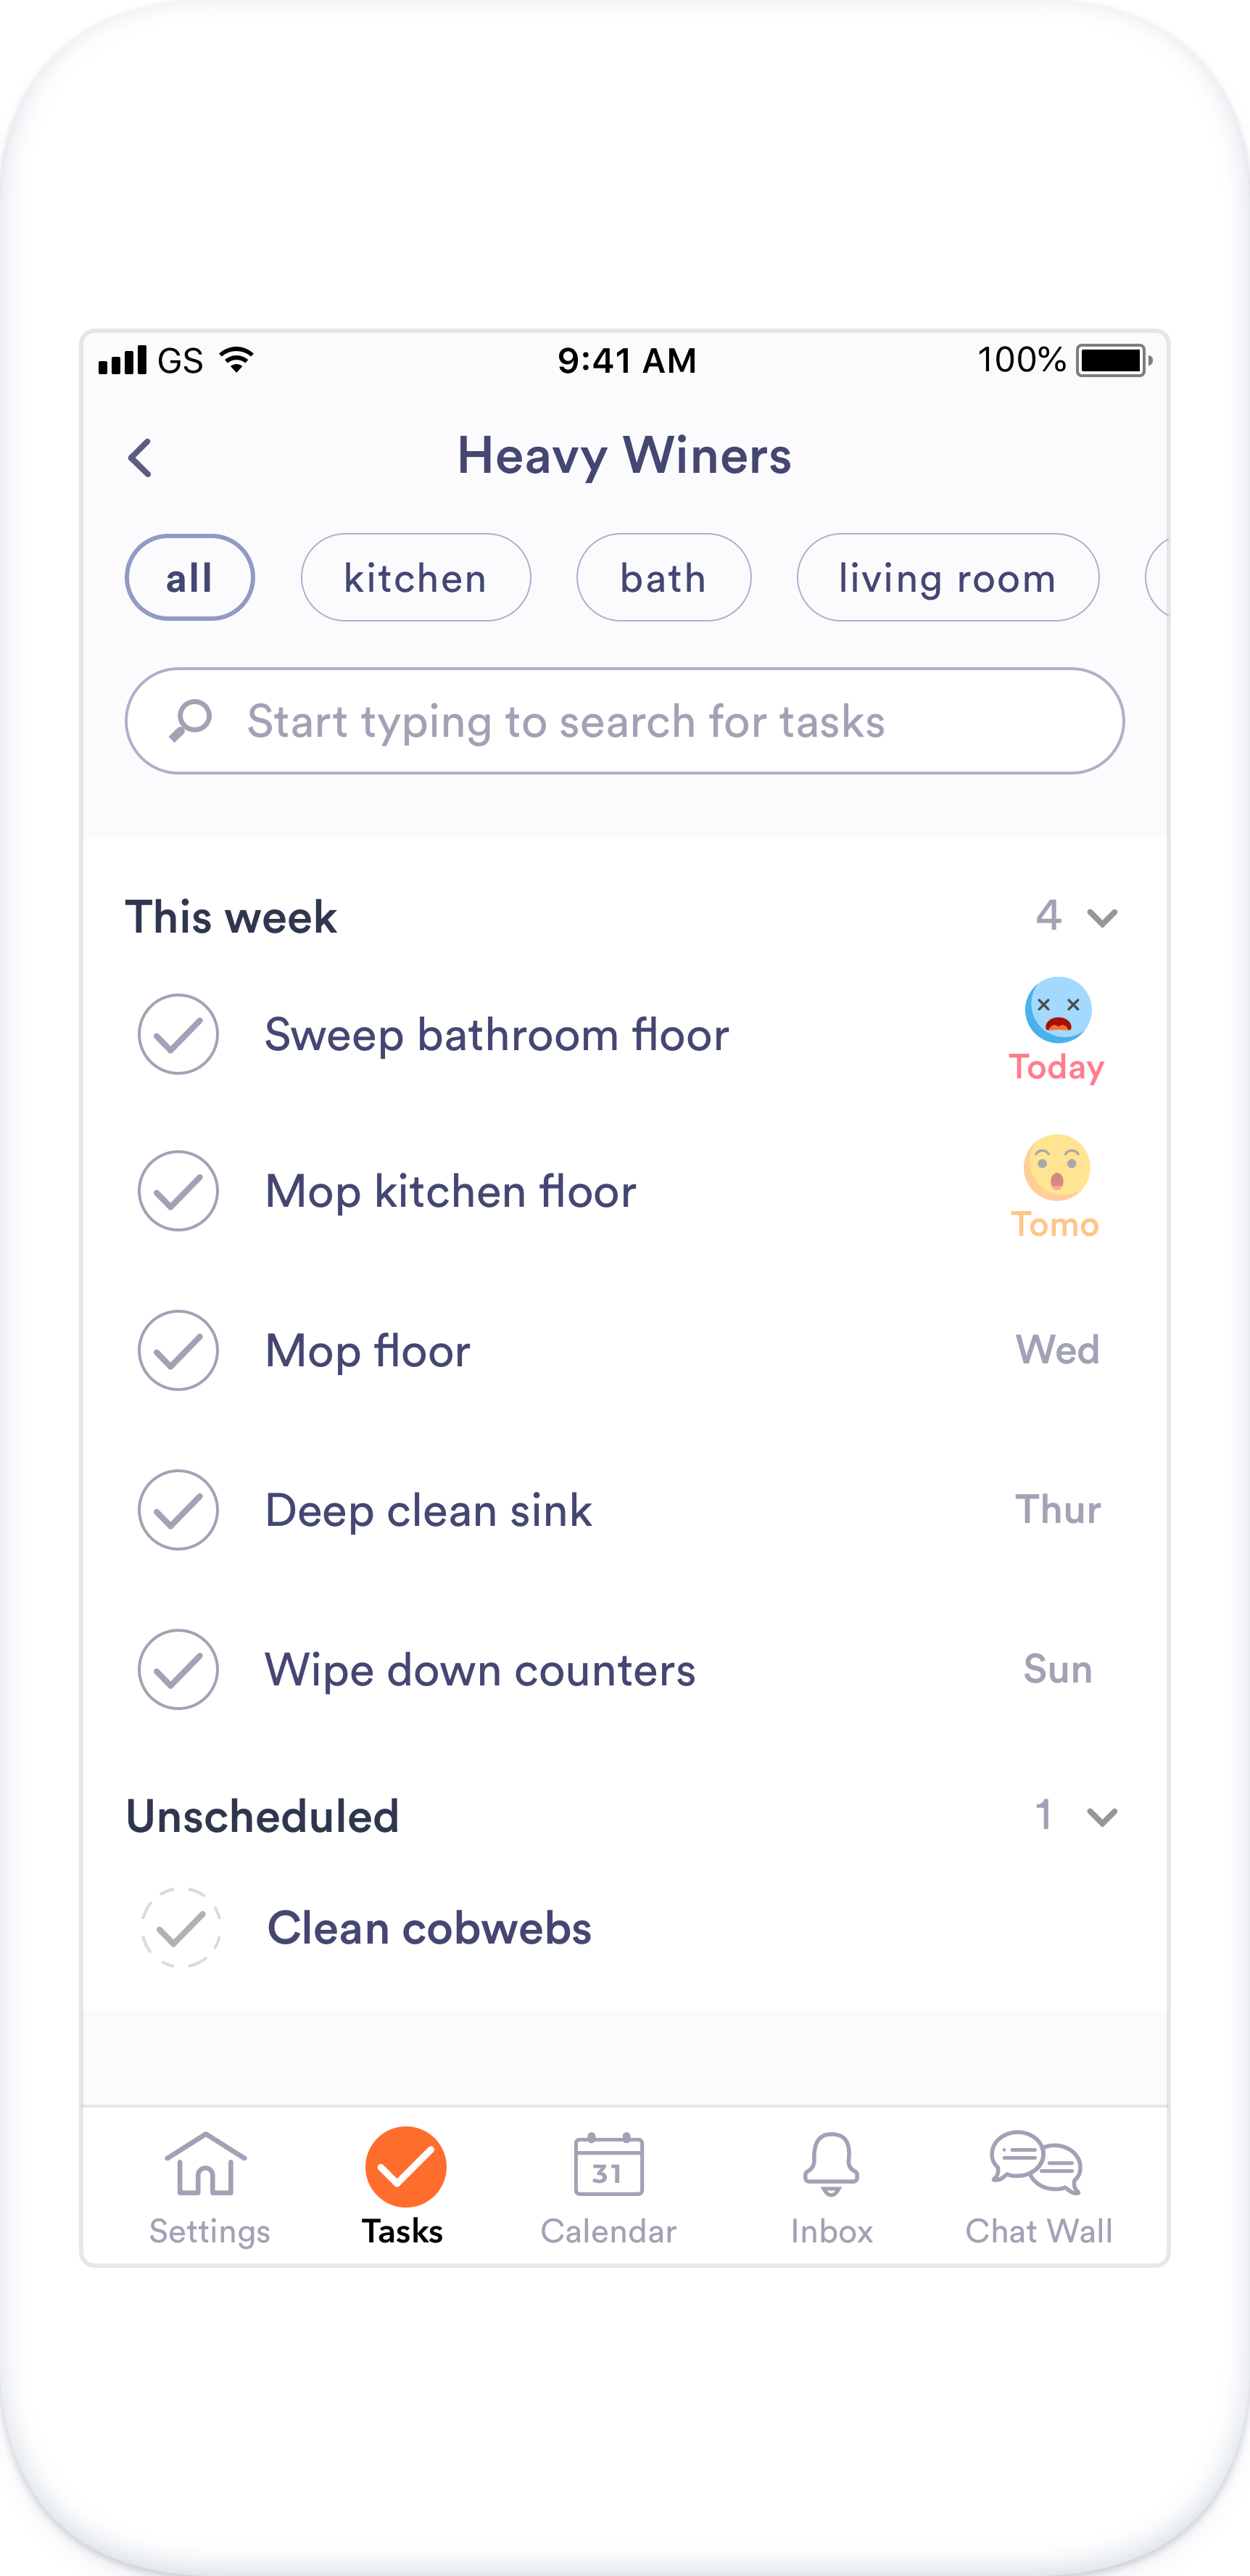 GS 9:41 AM 100%
Heavy Winers
all kitchen bath living room
Start typing to search for tasks
This week 4
Sweep bathroom floor Today
Mop kitchen floor Tomo
Mop floor Wed
Deep clean sink Thur
Wipe down counters Sun
Unscheduled 1
Clean cobwebs
31
Settings Tasks Calendar Inbox Chat Wall